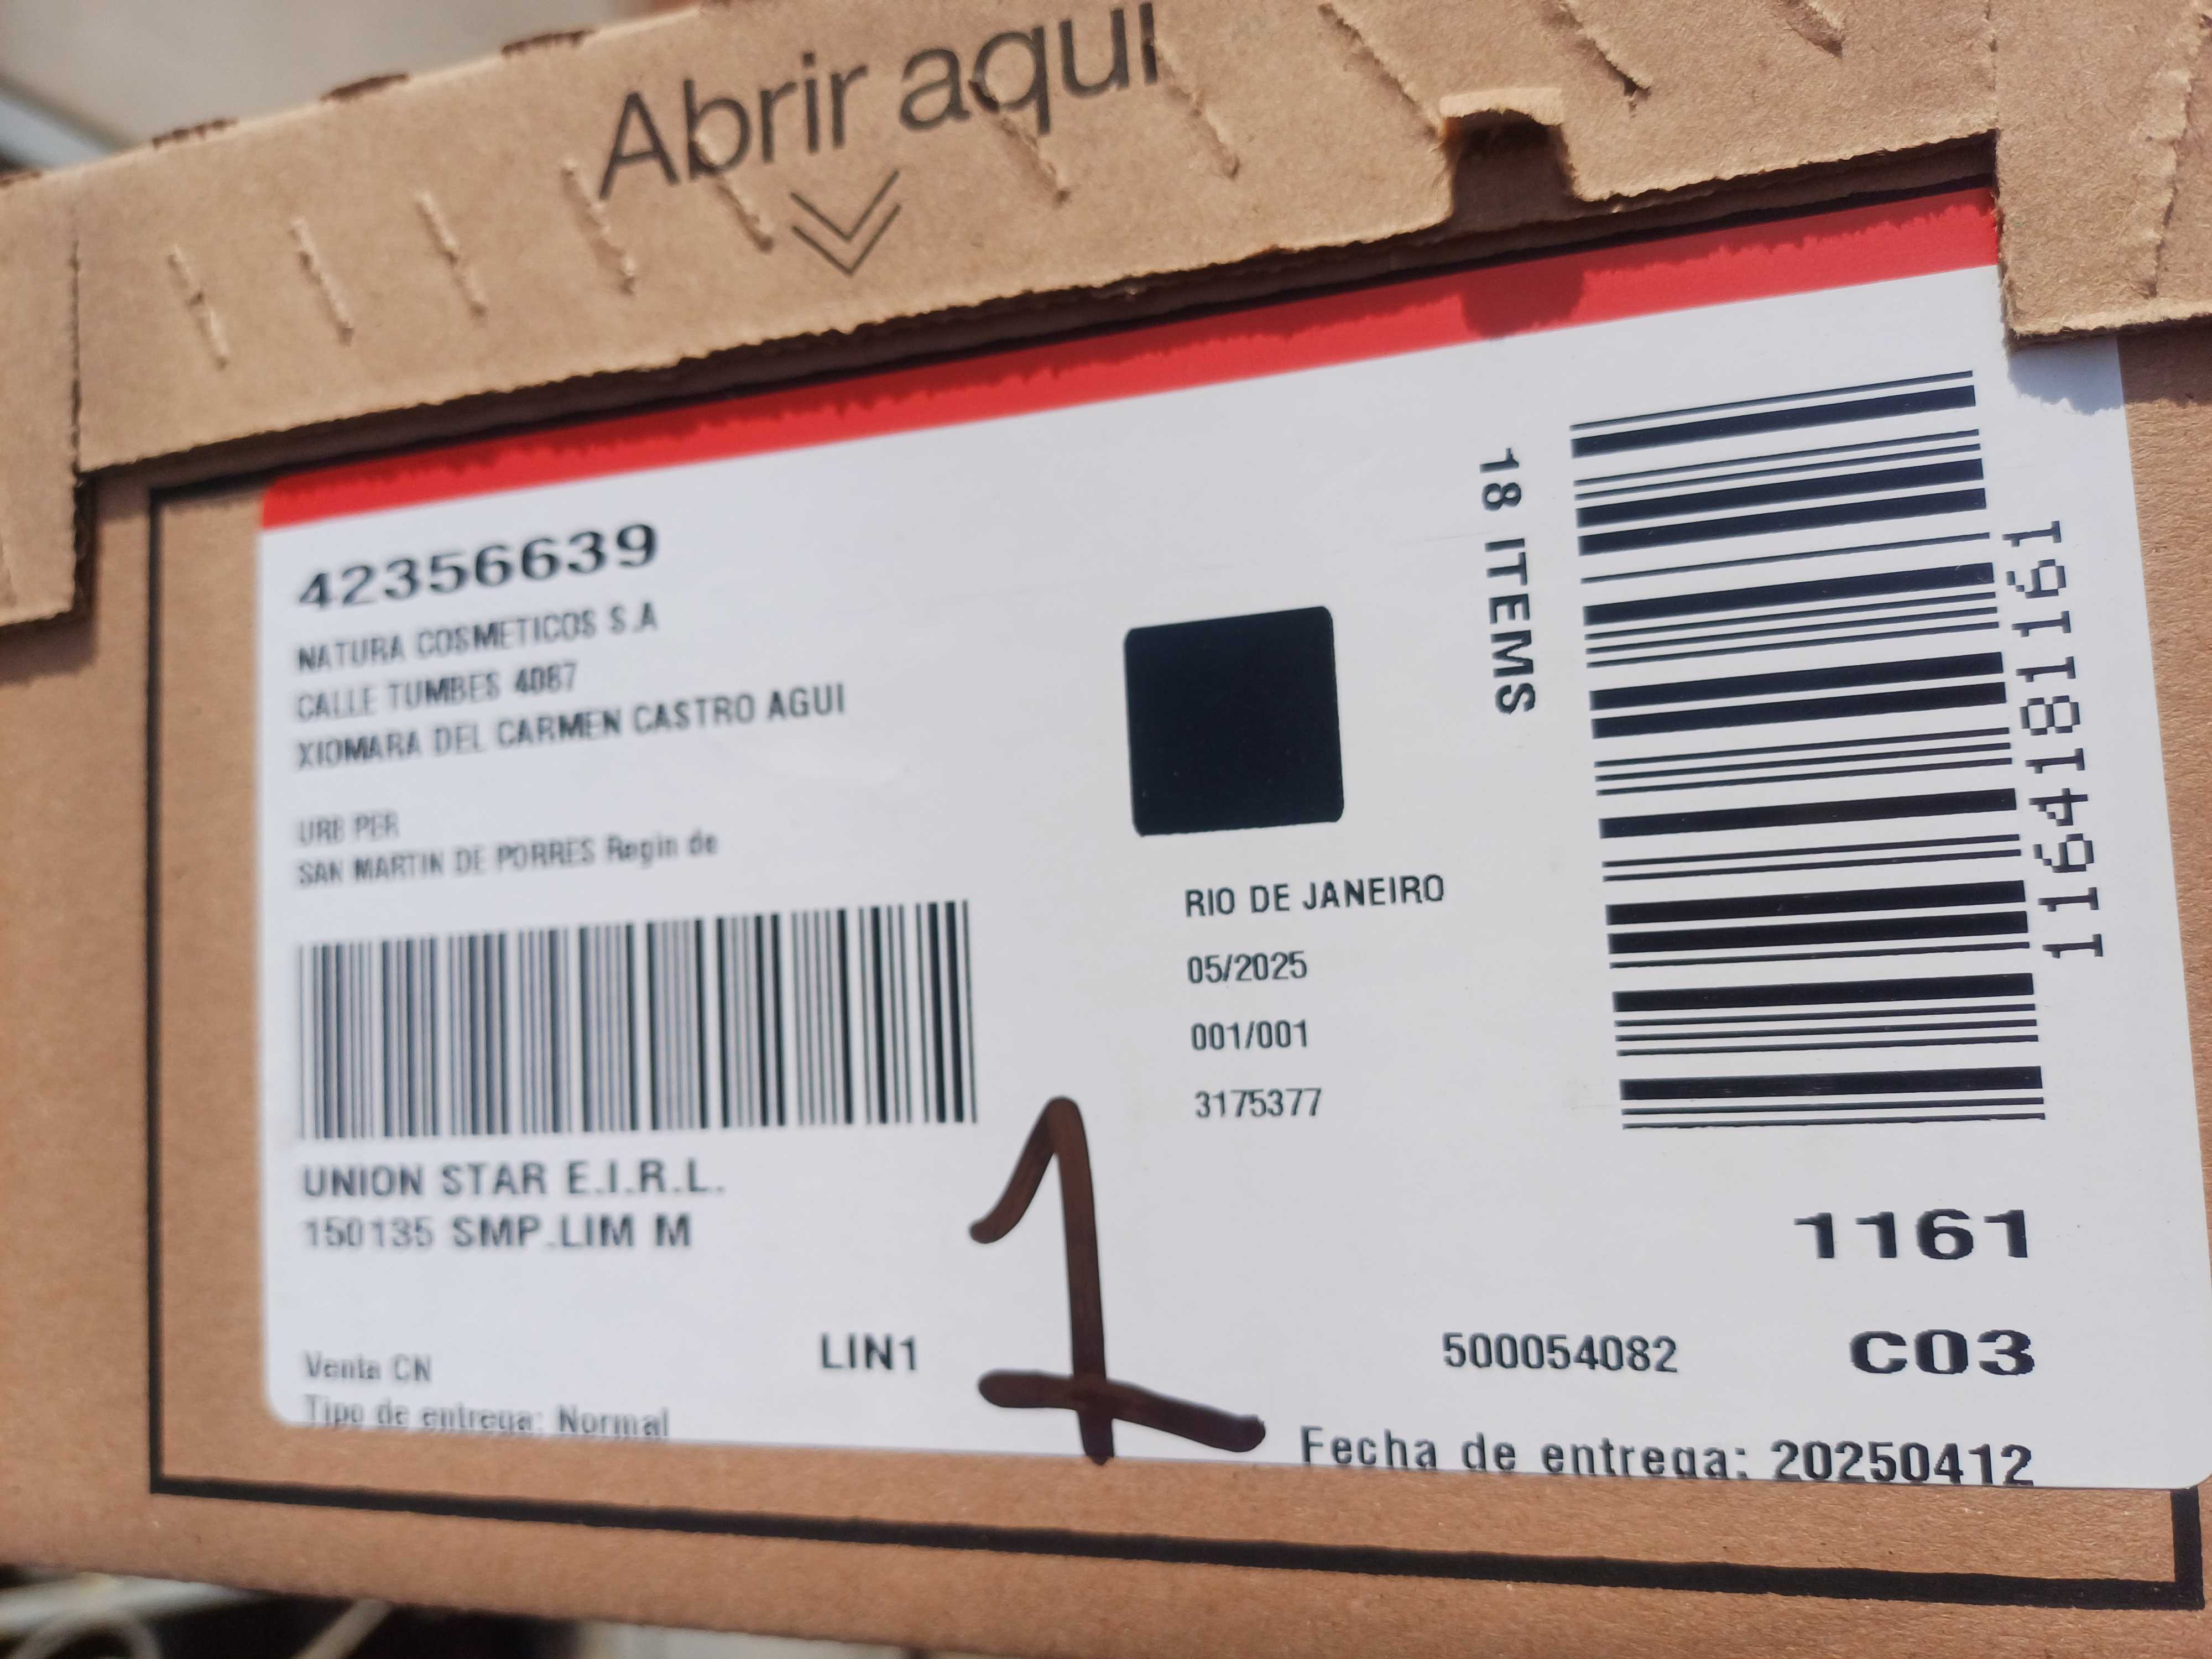 Abrir aquí
42356639
NATURA COSMETICOS S.A
CALLE TUMBES 4087
XIOMARA DEL CARMEN CASTRO AGUI
URB PER
SAN MARTIN DE PORRES Regin de
UNION STAR E.I.R.L.
150135 SMP.LIM M
Venta CN
Tipo de entrega: Normal
LIN1
1
RIO DE JANEIRO
05/2025
001/001
3175377
18 ITEMS
1164181161
1161
500054082
C03
Fecha de entrega: 20250412